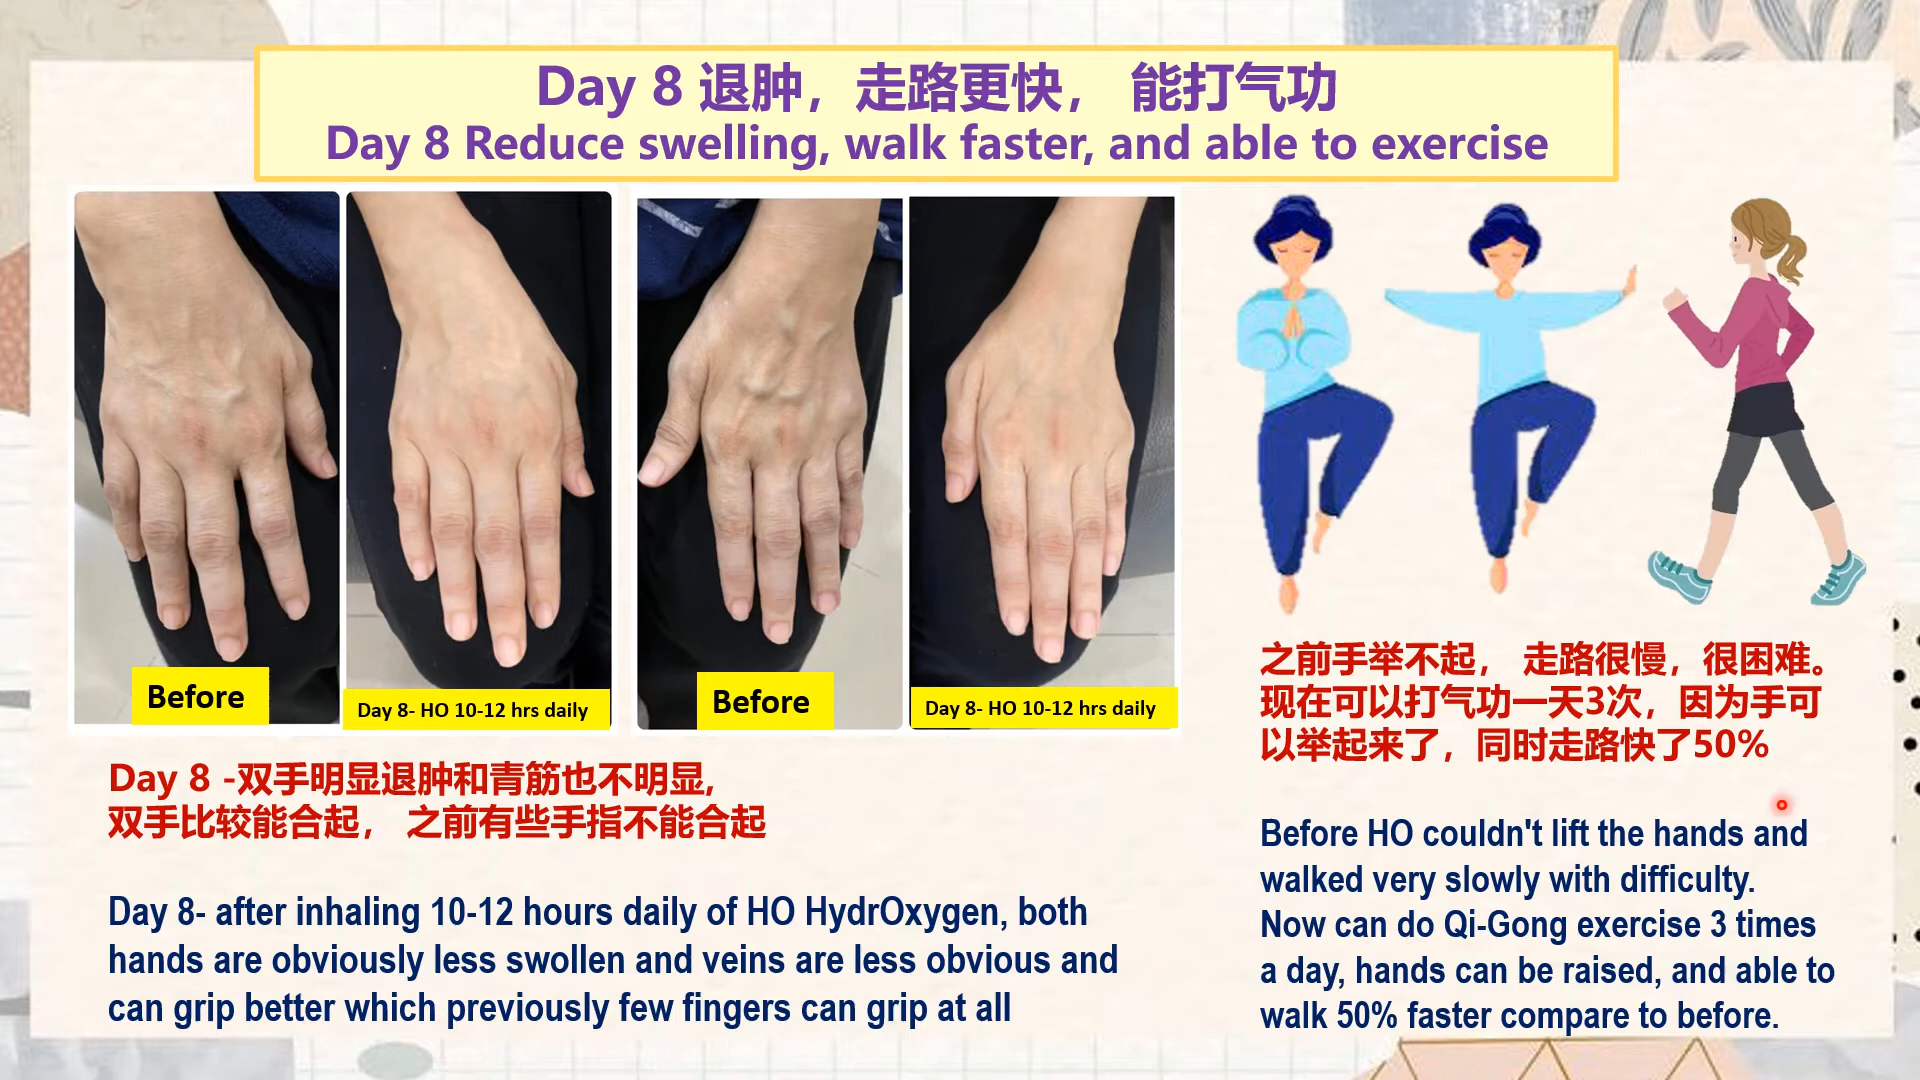 Day 8 退肿，走路更快， 能打气功
Day 8 Reduce swelling, walk faster, and able to exercise
Before
Day 8- HO 10-12 hrs daily
Before
Day 8- HO 10-12 hrs daily
Day 8 -双手明显退肿和青筋也不明显,
双手比较能合起， 之前有些手指不能合起
Day 8- after inhaling 10-12 hours daily of HO HydrOxygen, both
hands are obviously less swollen and veins are less obvious and
can grip better which previously few fingers can grip at all
之前手举不起， 走路很慢，很困难。
现在可以打气功一天3次，因为手可
以举起来了，同时走路快了50%
Before HO couldn't lift the hands and
walked very slowly with difficulty.
Now can do Qi-Gong exercise 3 times
a day, hands can be raised, and able to
walk 50% faster compare to before.